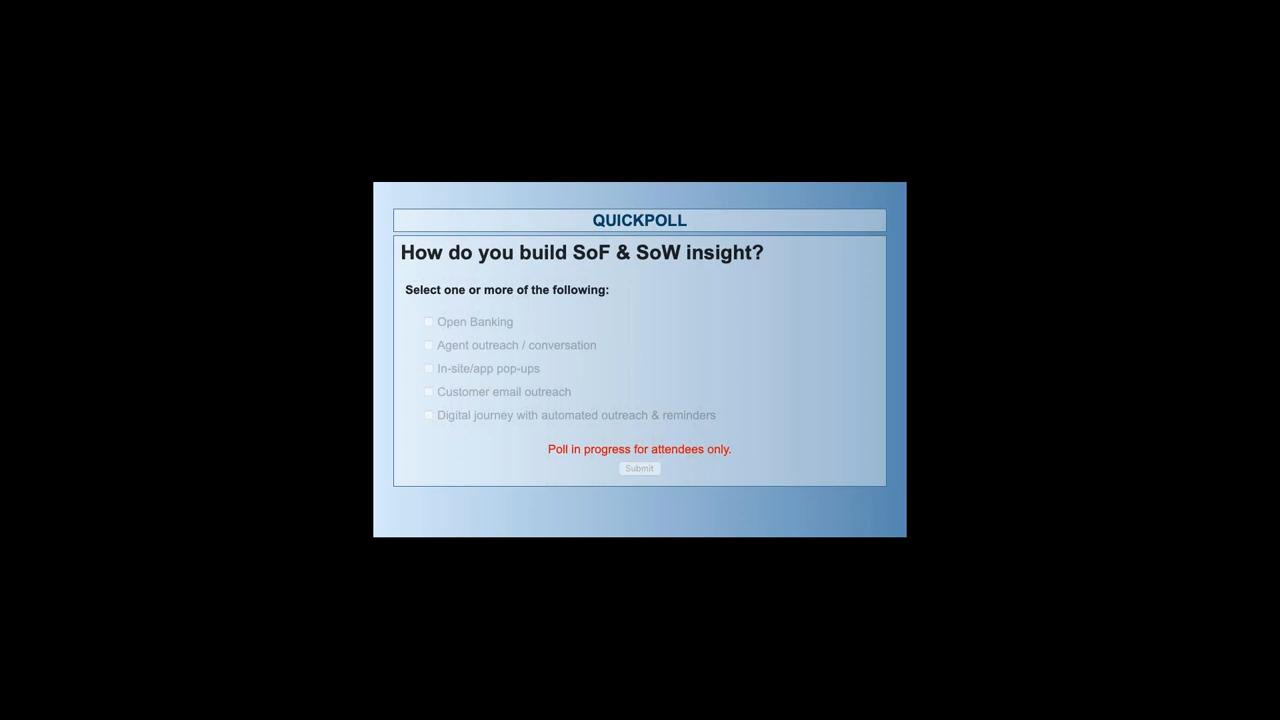 QUICKPOLL
How do you build SoF & SoW insight?
Select one or more of the following:
Open Banking
Agent outreach / conversation
In-site/app pop-ups
Customer email outreach
Digital journey with automated outreach & reminders
Poll in progress for attendees only.
Submit